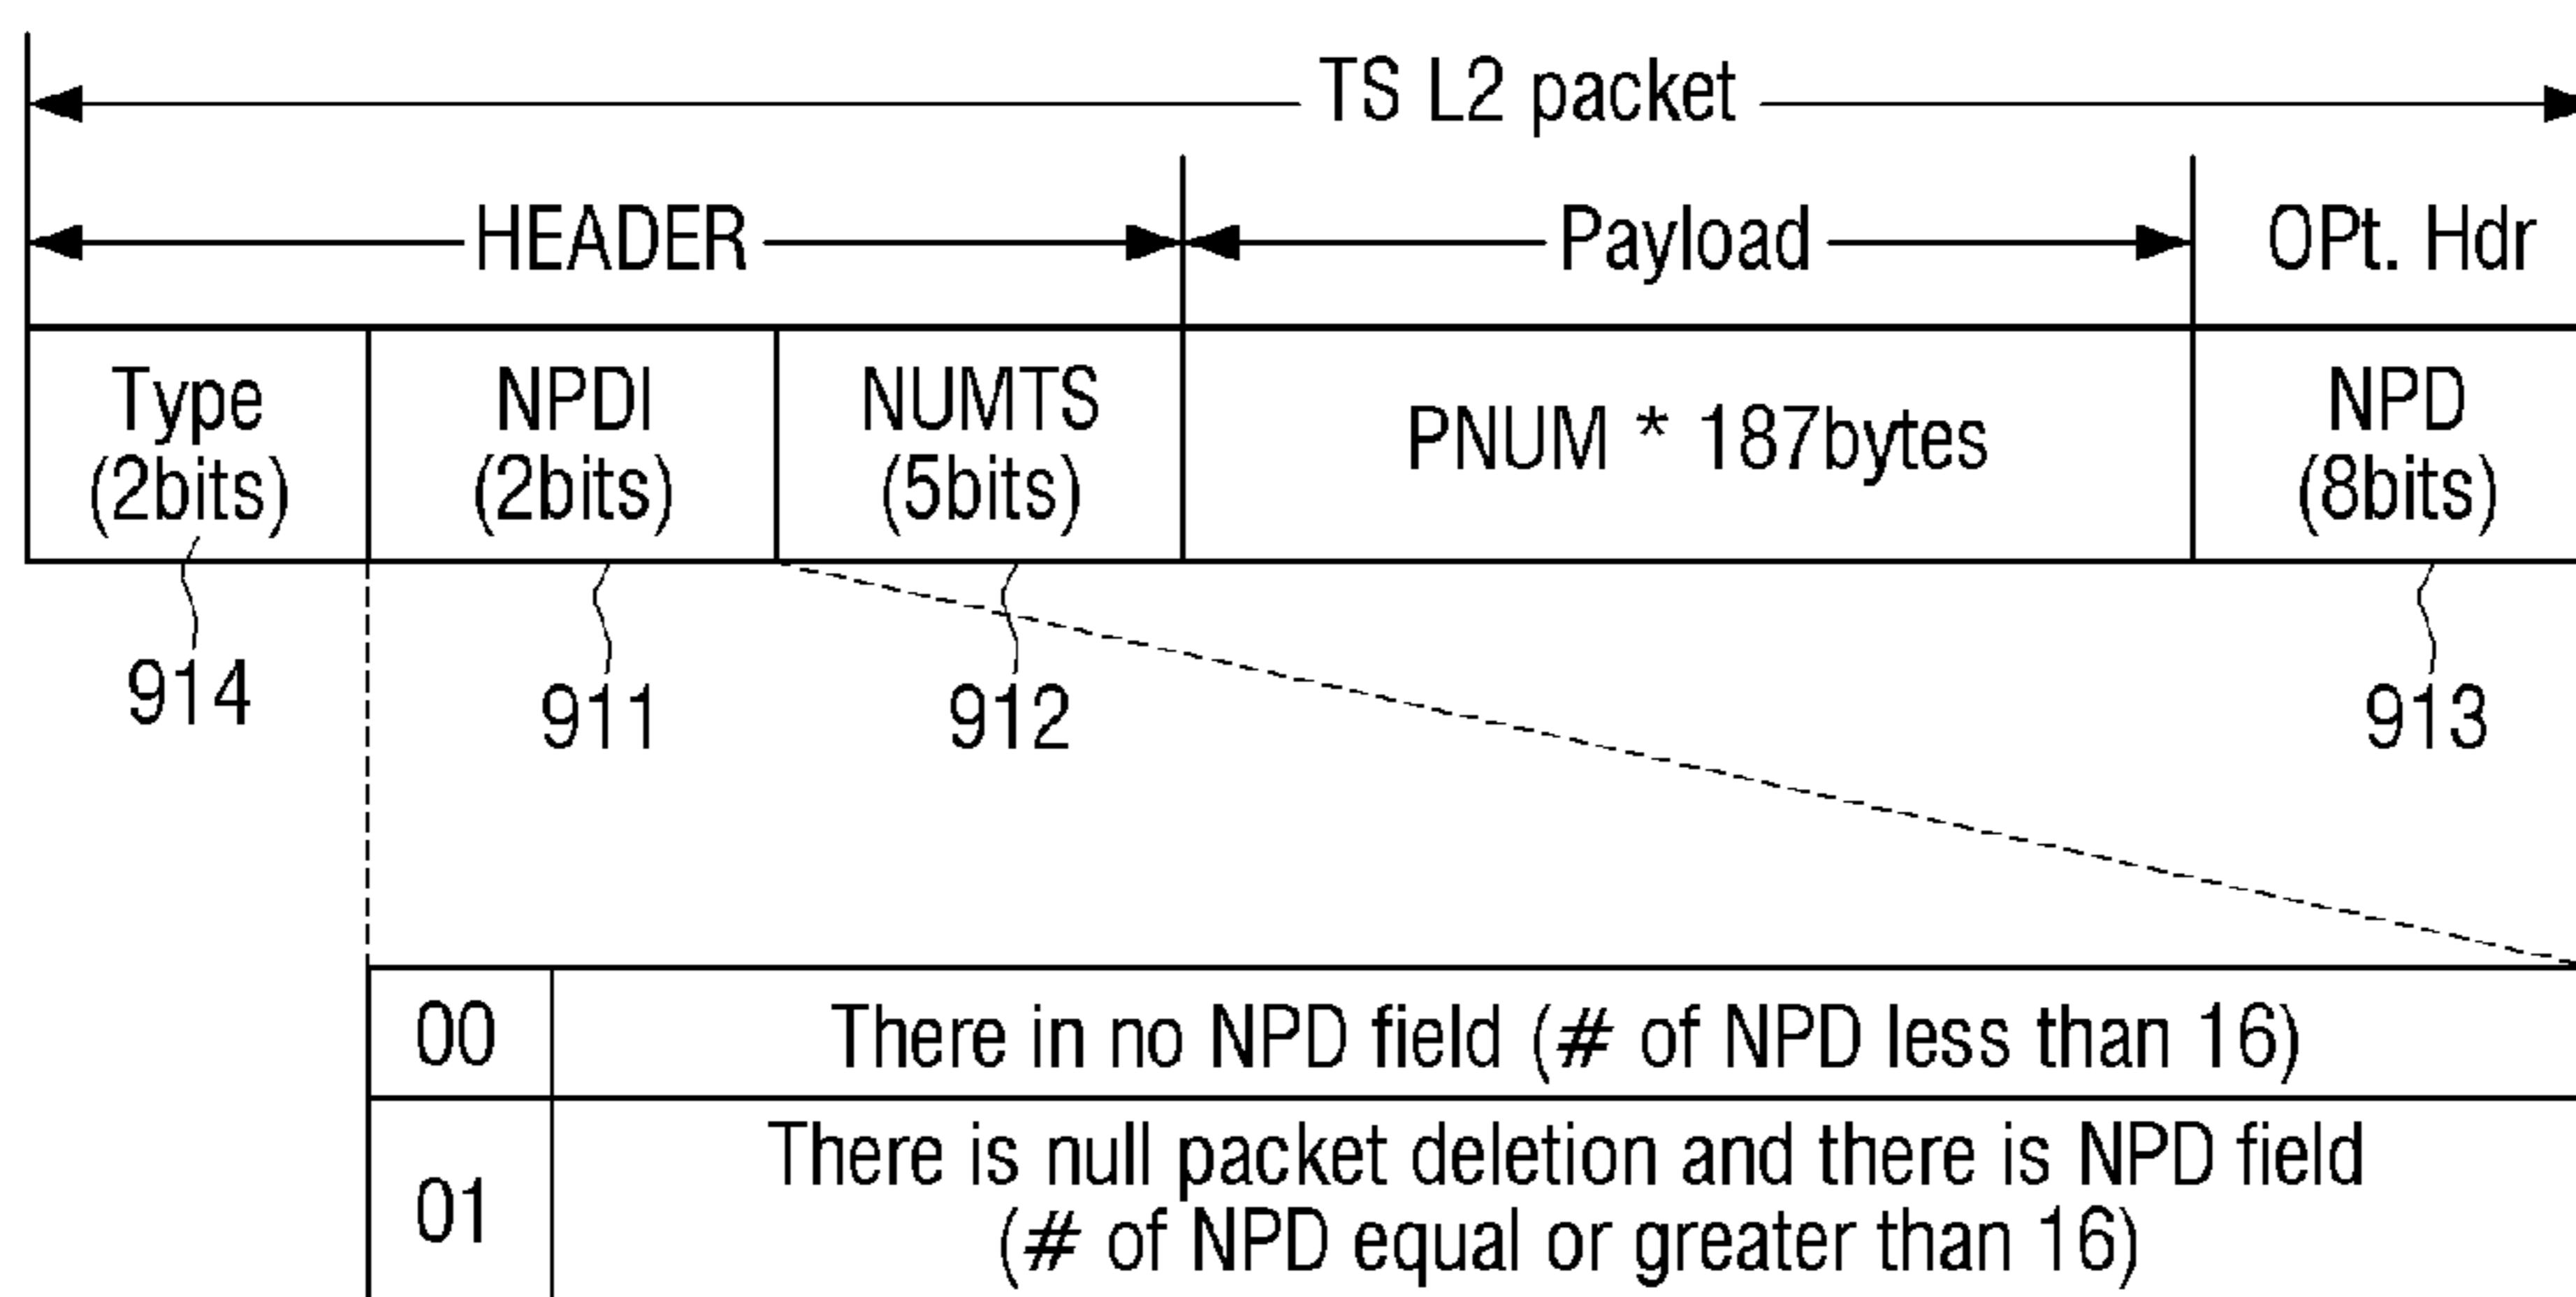 TS L2 packet
HEADER
Payload
OPt. Hdr
Type
(2bits)
NPDI
(2bits)
NUMTS
(5bits)
PNUM * 187bytes
NPD
(8bits)
914
911
912
913
00
There in no NPD field (# of NPD less than 16)
01
There is null packet deletion and there is NPD field
(# of NPD equal or greater than 16)